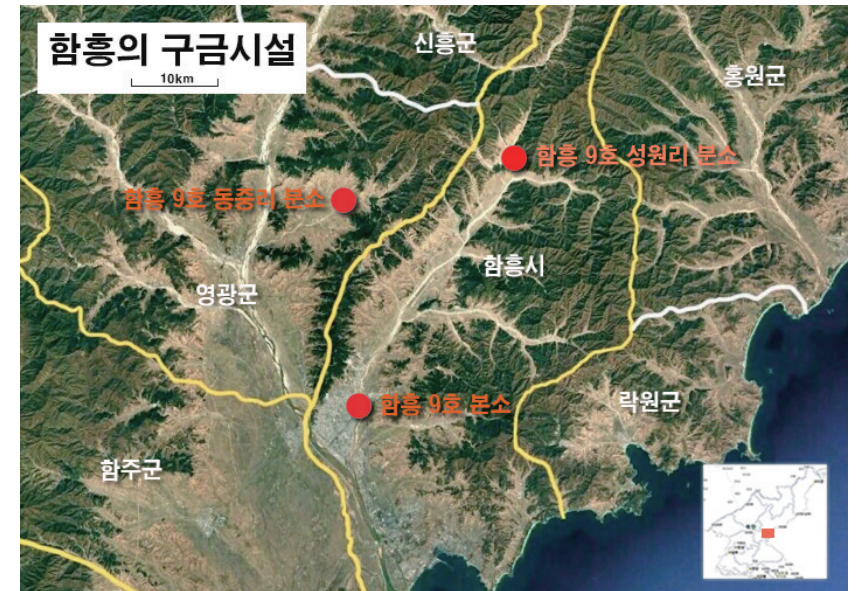 함흥의 구금시설
10km
신흥군
홍원군
함흥 9호 성원리 분소
함흥 9호 동중리 분소
함흥시
영광군
함흥 9호 본소
락원군
함주군
북한